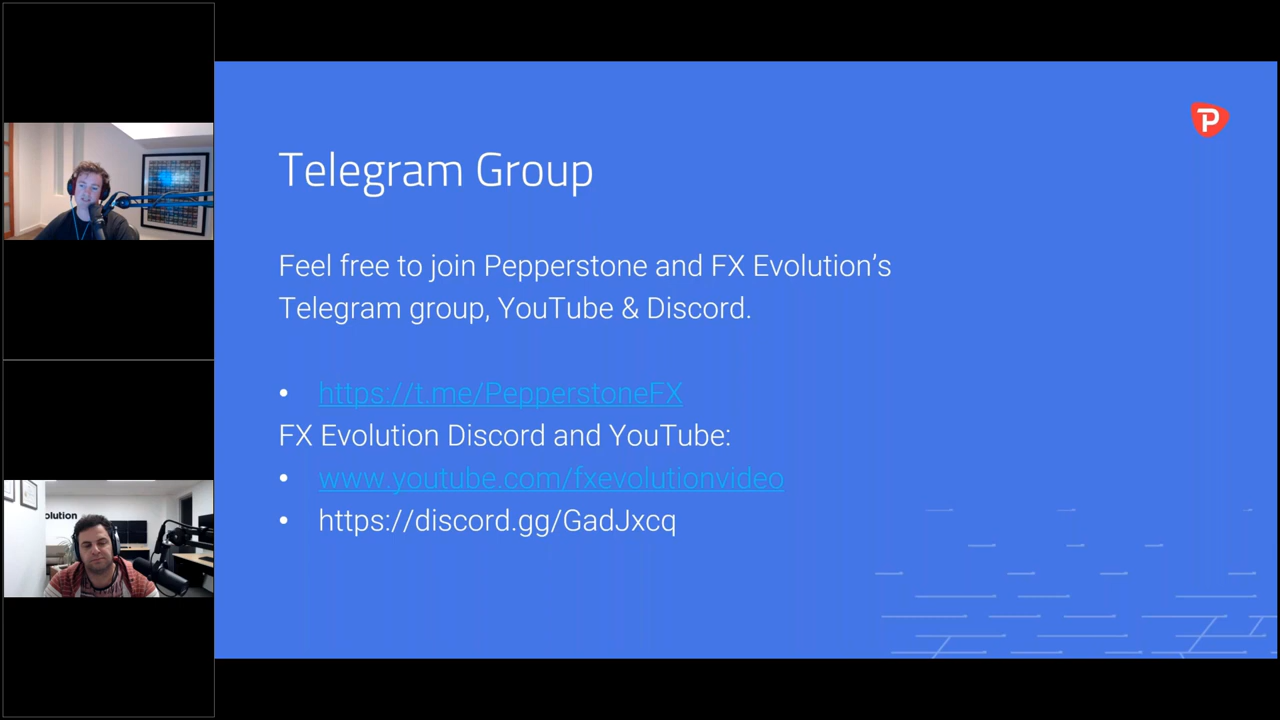 Telegram Group
Feel free to join Pepperstone and FX Evolution’s
Telegram group, YouTube & Discord.
• https://t.me/PepperstoneFX
FX Evolution Discord and YouTube:
• www.youtube.com/fxevolutionvideo
• https://discord.gg/GadJxcq
P
olution